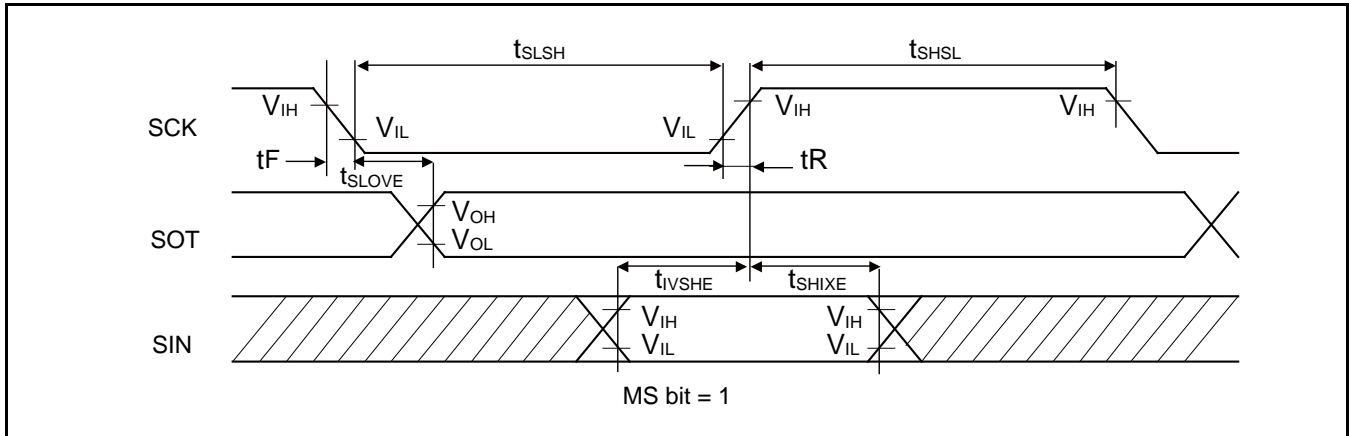 tSLSH
tSHSL
SCK
VIH
VIL
VIL
VIH
VIH
tF
tSLOVE
tR
SOT
VOH
VOL
tIVSHE
tSHIXE
SIN
VIH
VIL
VIH
VIL
MS bit = 1